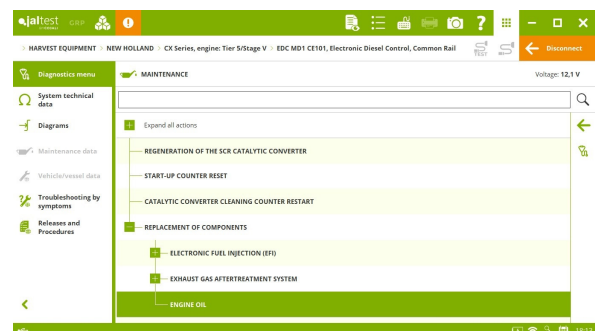 jaltest GRP
?
> HARVEST EQUIPMENT > NEW HOLLAND > CX Series, engine: Tier 5/Stage V > EDC MD1 CE101, Electronic Diesel Control, Common Rail
TEST
Disconnect
Diagnostics menu
MAINTENANCE
Voltage: 12,1 V
System technical
data
Diagrams
Maintenance data
Vehicle/vessel data
Troubleshooting by
symptoms
Releases and
Procedures
Expand all actions
REGENERATION OF THE SCR CATALYTIC CONVERTER
START-UP COUNTER RESET
CATALYTIC CONVERTER CLEANING COUNTER RESTART
REPLACEMENT OF COMPONENTS
ELECTRONIC FUEL INJECTION (EFI)
EXHAUST GAS AFTERTREATMENT SYSTEM
ENGINE OIL